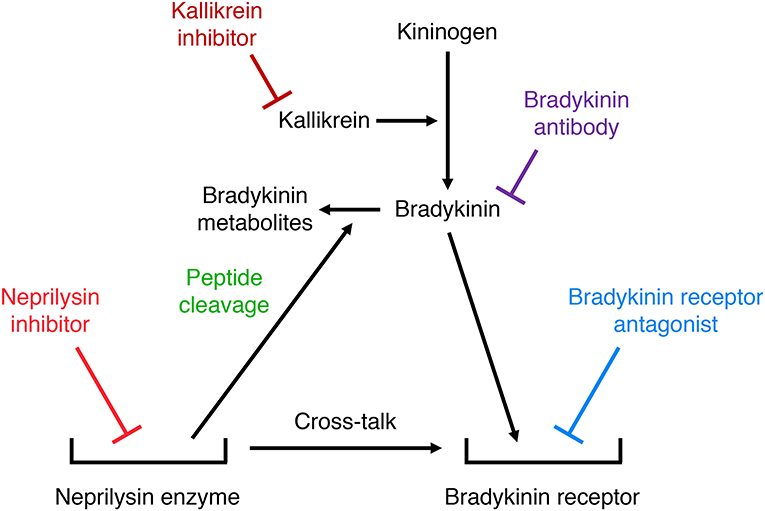 Kallikrein
inhibitor
Kininogen
Kallikrein
Bradykinin
antibody
Bradykinin
metabolites
Bradykinin
Peptide
cleavage
Neprilysin
inhibitor
Bradykinin receptor
antagonist
Cross-talk
Neprilysin enzyme
Bradykinin receptor